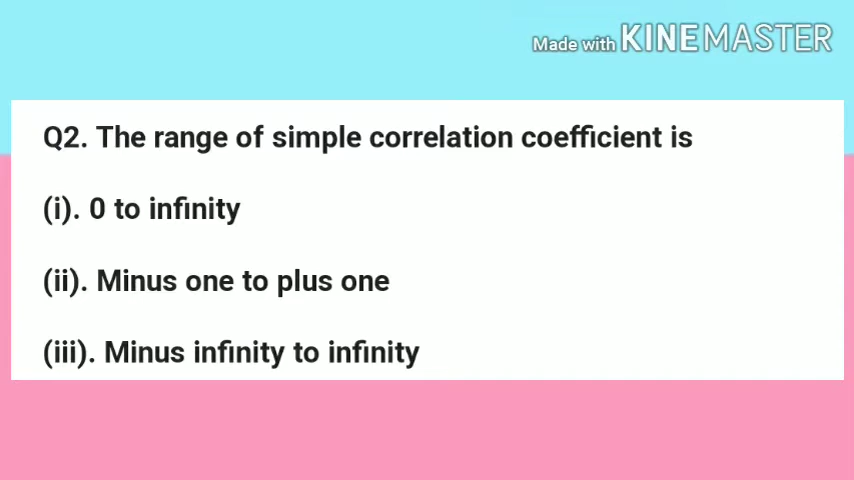 Made with KINEMASTER
Q2. The range of simple correlation coefficient is
(i). 0 to infinity
(ii). Minus one to plus one
(iii). Minus infinity to infinity